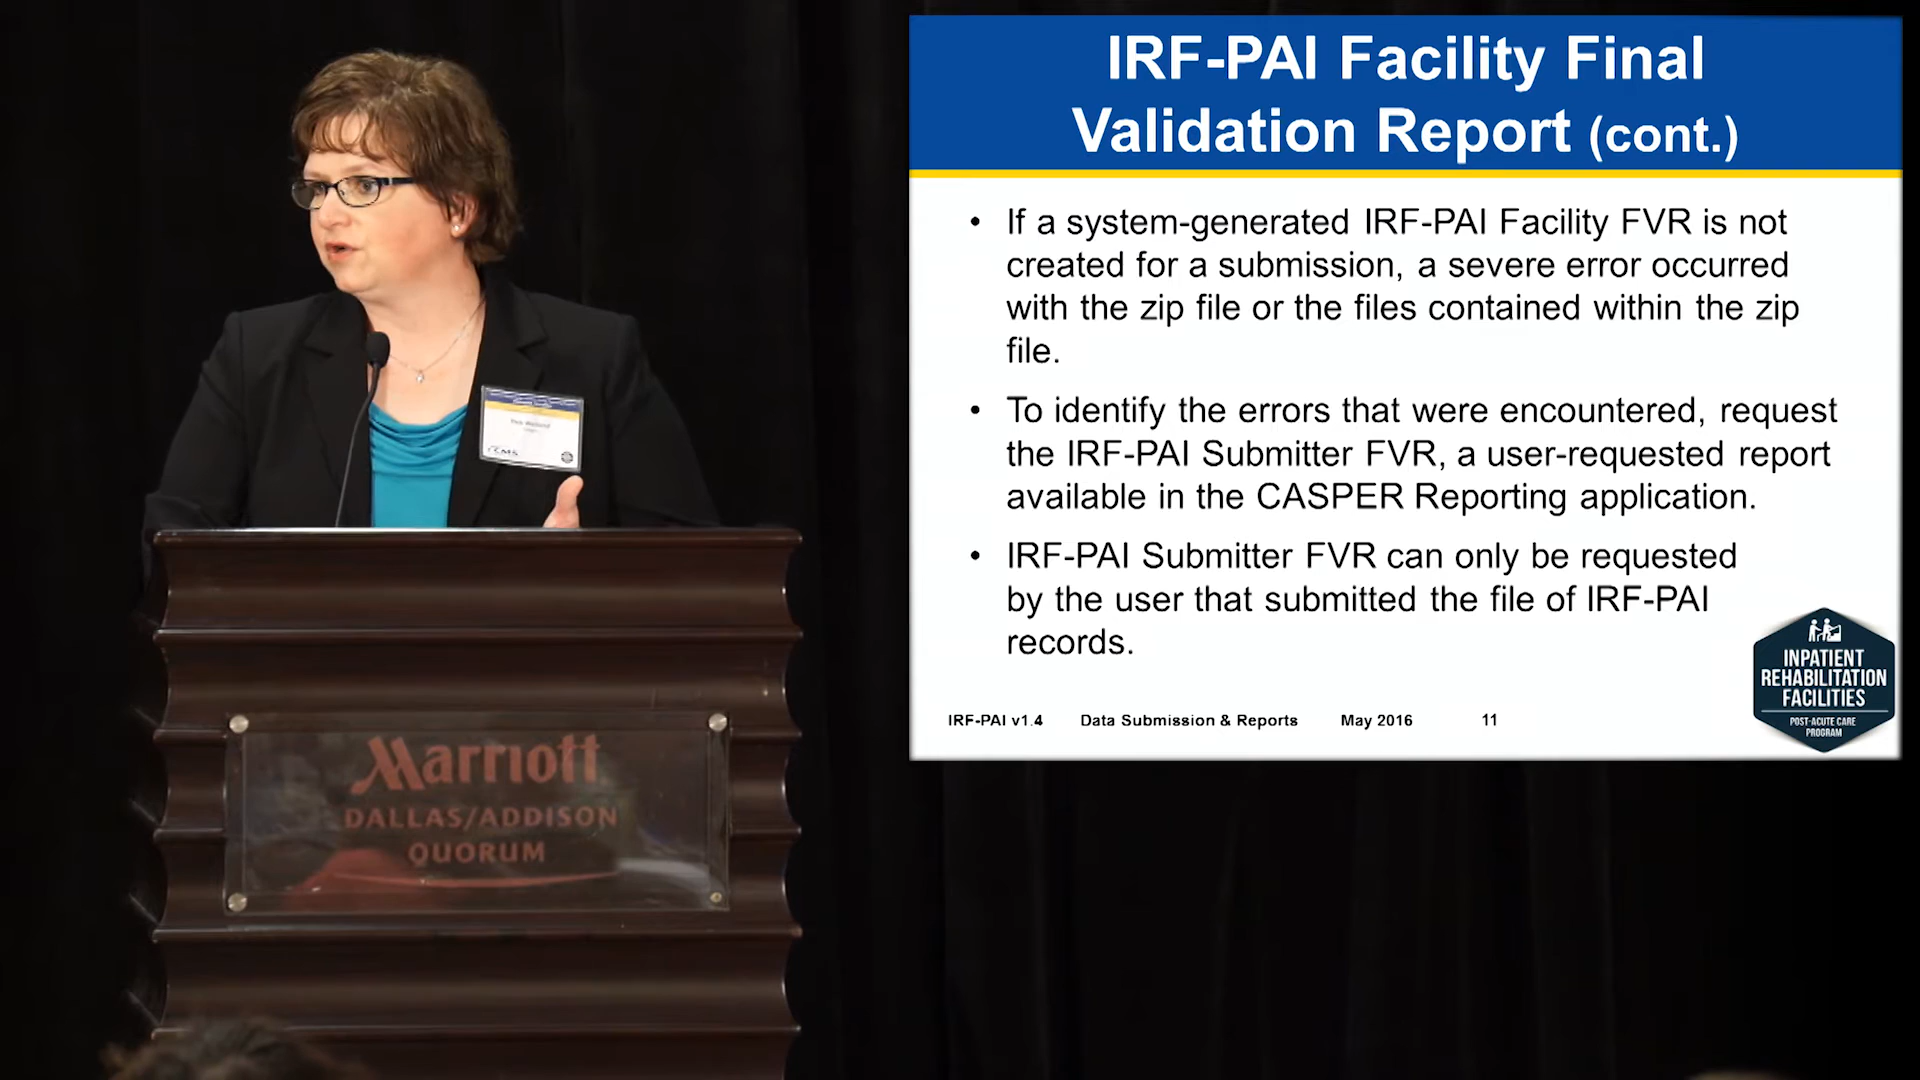 IRF-PAI Facility Final
Validation Report (cont.)
• If a system-generated IRF-PAI Facility FVR is not
created for a submission, a severe error occurred
with the zip file or the files contained within the zip
file.
• To identify the errors that were encountered, request
the IRF-PAI Submitter FVR, a user-requested report
available in the CASPER Reporting application.
• IRF-PAI Submitter FVR can only be requested
by the user that submitted the file of IRF-PAI
records.
IRF-PAI v1.4 Data Submission & Reports May 2016 11
INPATIENT
REHABILITATION
FACILITIES
POST-ACUTE CARE
PROGRAM
CMS
Marriott
DALLAS/ADDISON
QUORUM